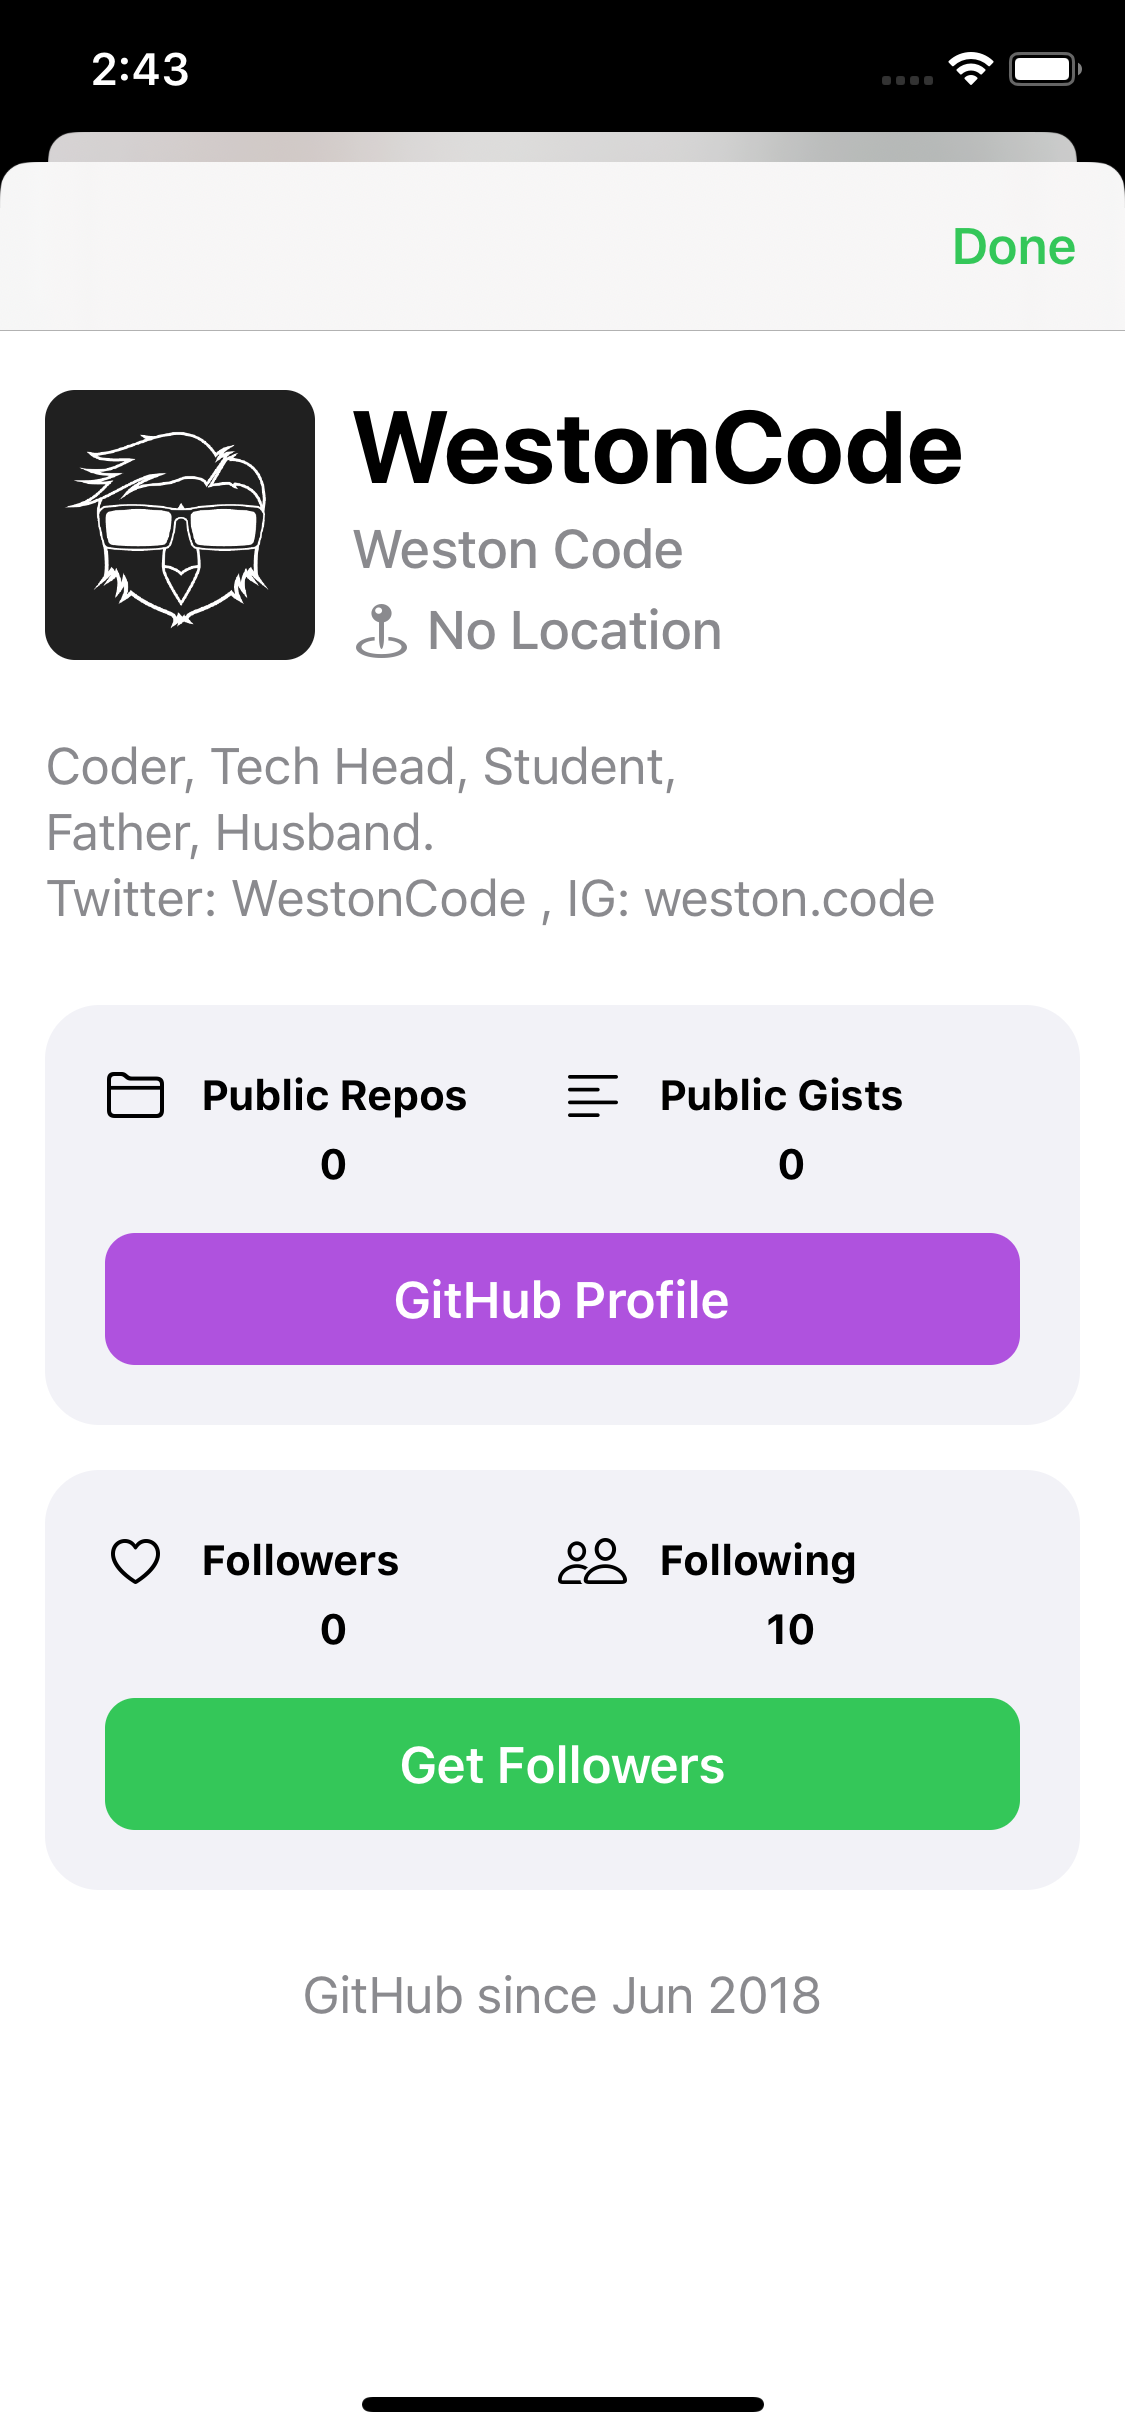 2:43
Done
WestonCode
Weston Code
No Location
Coder, Tech Head, Student,
Father, Husband.
Twitter: WestonCode , IG: weston.code
Public Repos
0
Public Gists
0
GitHub Profile
Followers
0
Following
10
Get Followers
GitHub since Jun 2018